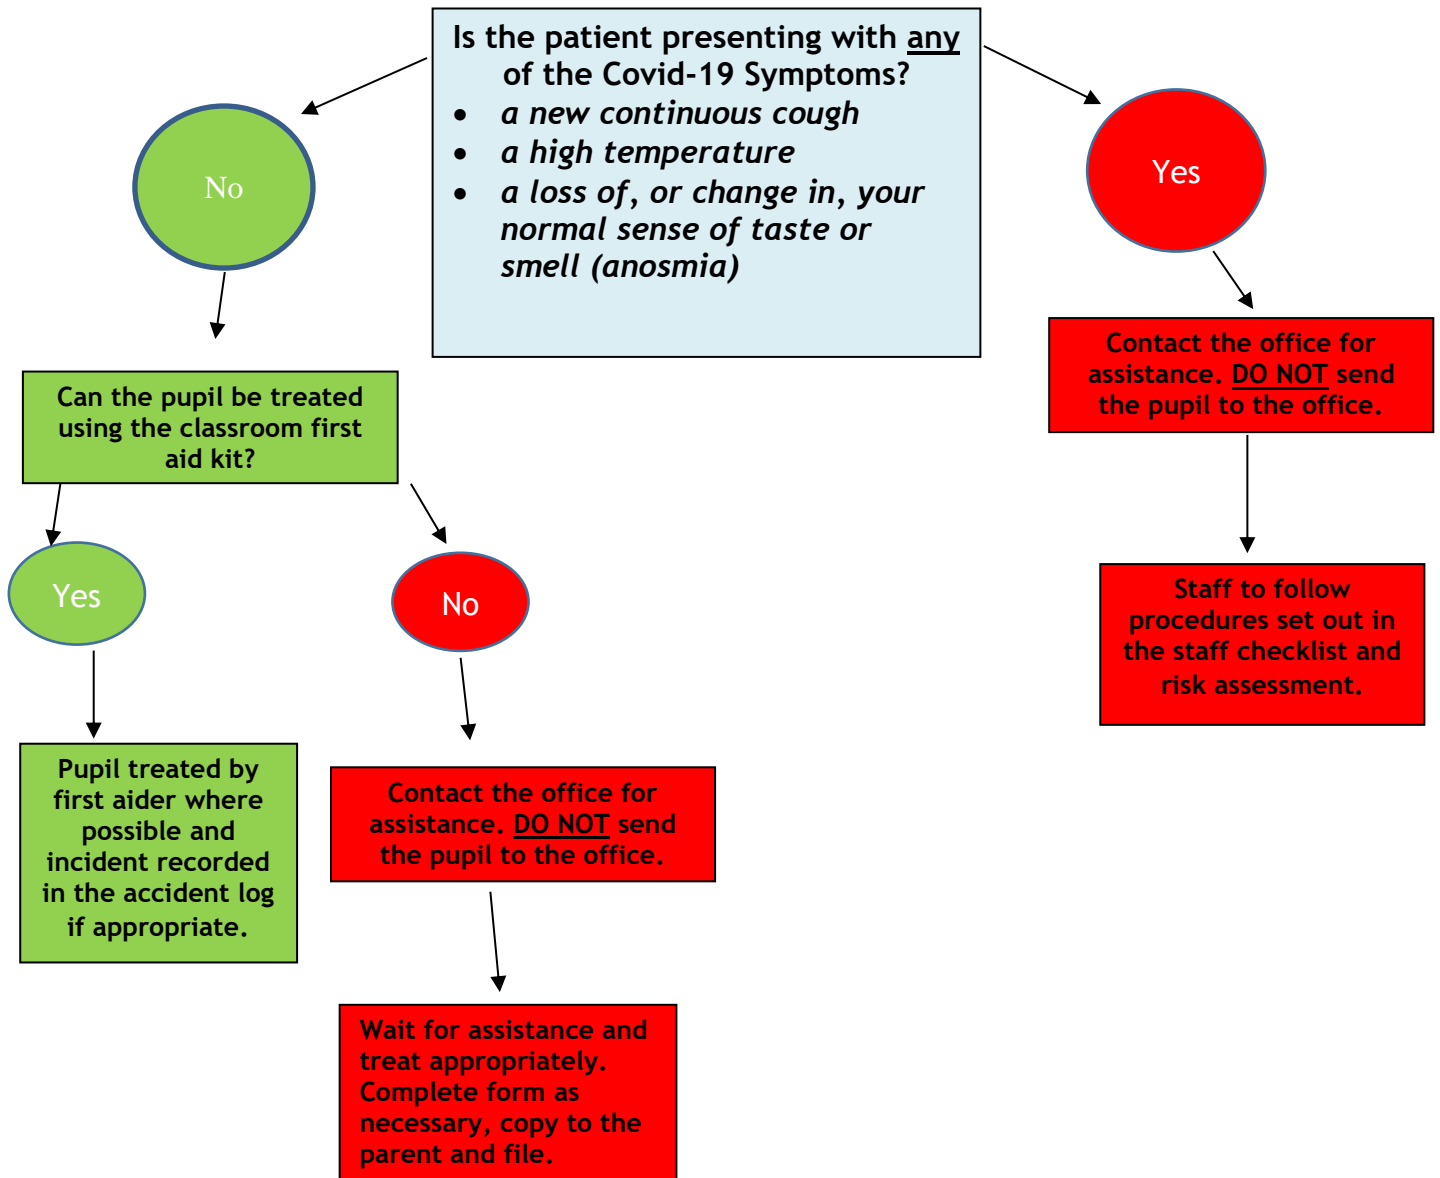 Is the patient presenting with any
of the Covid-19 Symptoms?
• a new continuous cough
• a high temperature
• a loss of, or change in, your
normal sense of taste or
smell (anosmia)
No
Yes
Contact the office for
assistance. DO NOT send
the pupil to the office.
Can the pupil be treated
using the classroom first
aid kit?
Yes
No
Staff to follow
procedures set out in
the staff checklist and
risk assessment.
Pupil treated by
first aider where
possible and
incident recorded
in the accident log
if appropriate.
Contact the office for
assistance. DO NOT send
the pupil to the office.
Wait for assistance and
treat appropriately.
Complete form as
necessary, copy to the
parent and file.